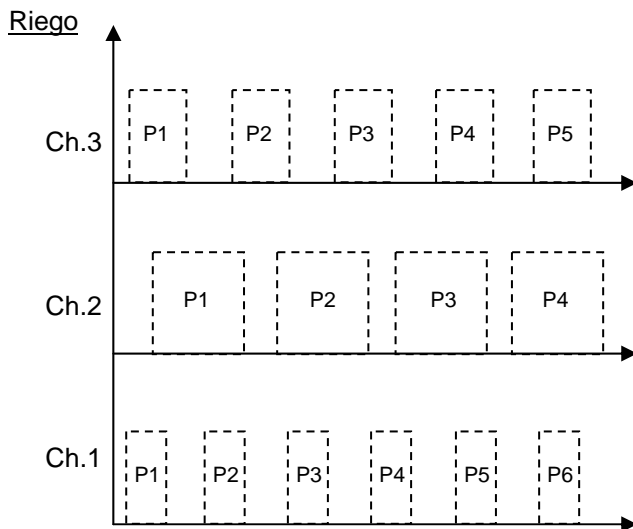 Riego
Ch.3
P1 P2 P3 P4 P5
Ch.2
P1 P2 P3 P4
Ch.1
P1 P2 P3 P4 P5 P6